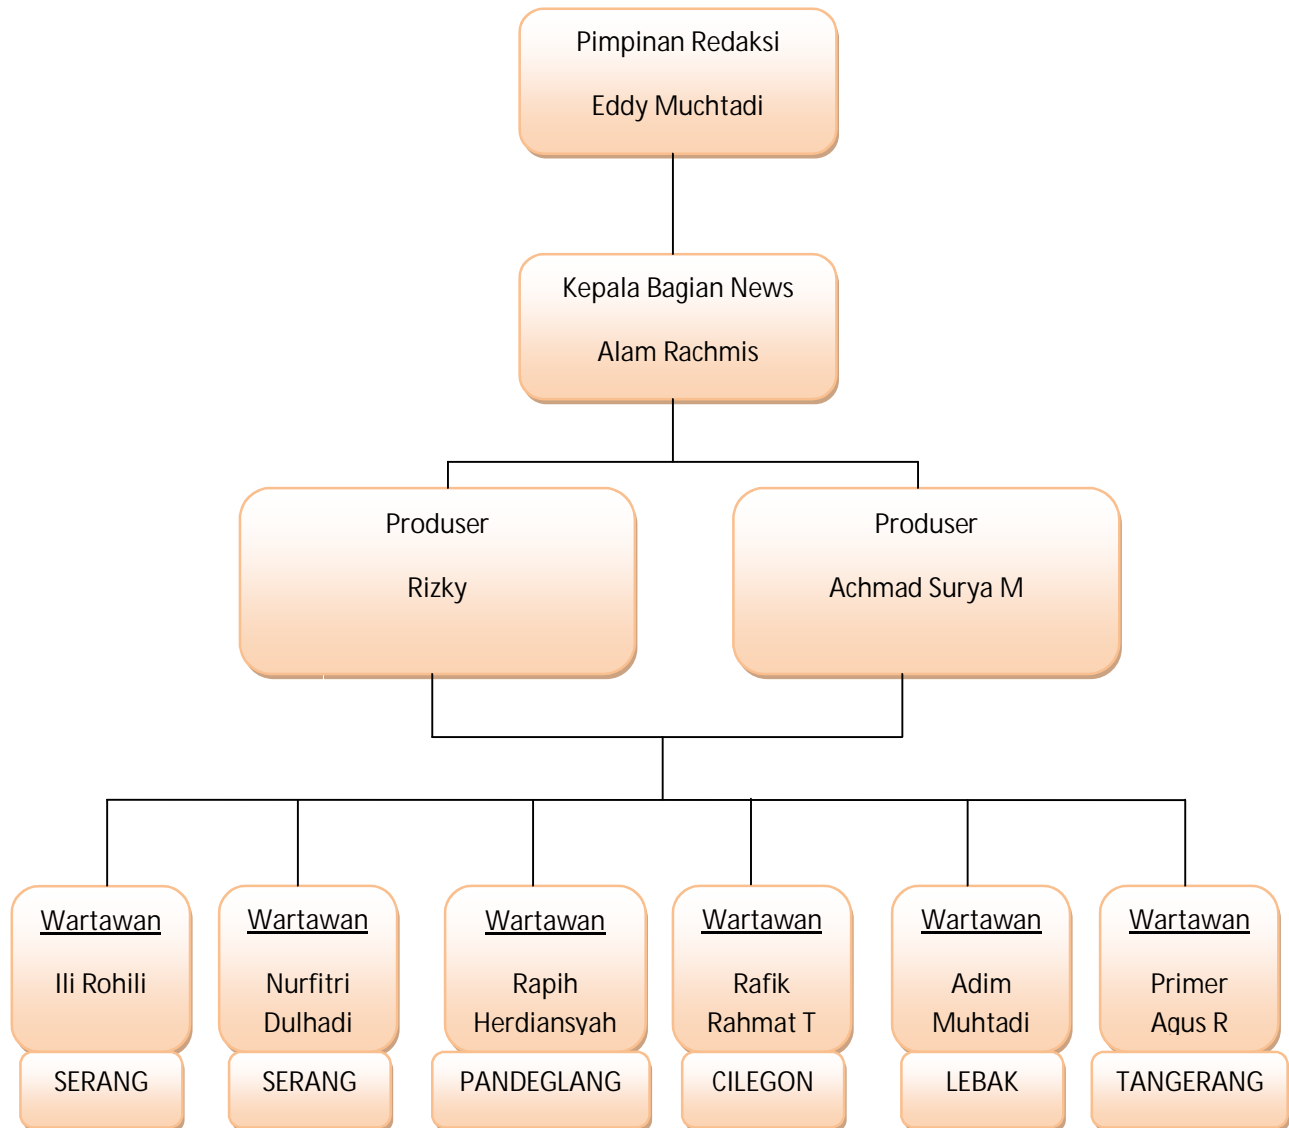 Pimpinan Redaksi
Eddy Muchtadi
Kepala Bagian News
Alam Rachmis
Produser
Rizky
Produser
Achmad Surya M
Wartawan
Ili Rohili
SERANG
Wartawan
Nurfitri
Dulhadi
SERANG
Wartawan
Rapih
Herdiansyah
PANDEGLANG
Wartawan
Rafik
Rahmat T
CILEGON
Wartawan
Adim
Muhtadi
LEBAK
Wartawan
Primer
Agus R
TANGERANG